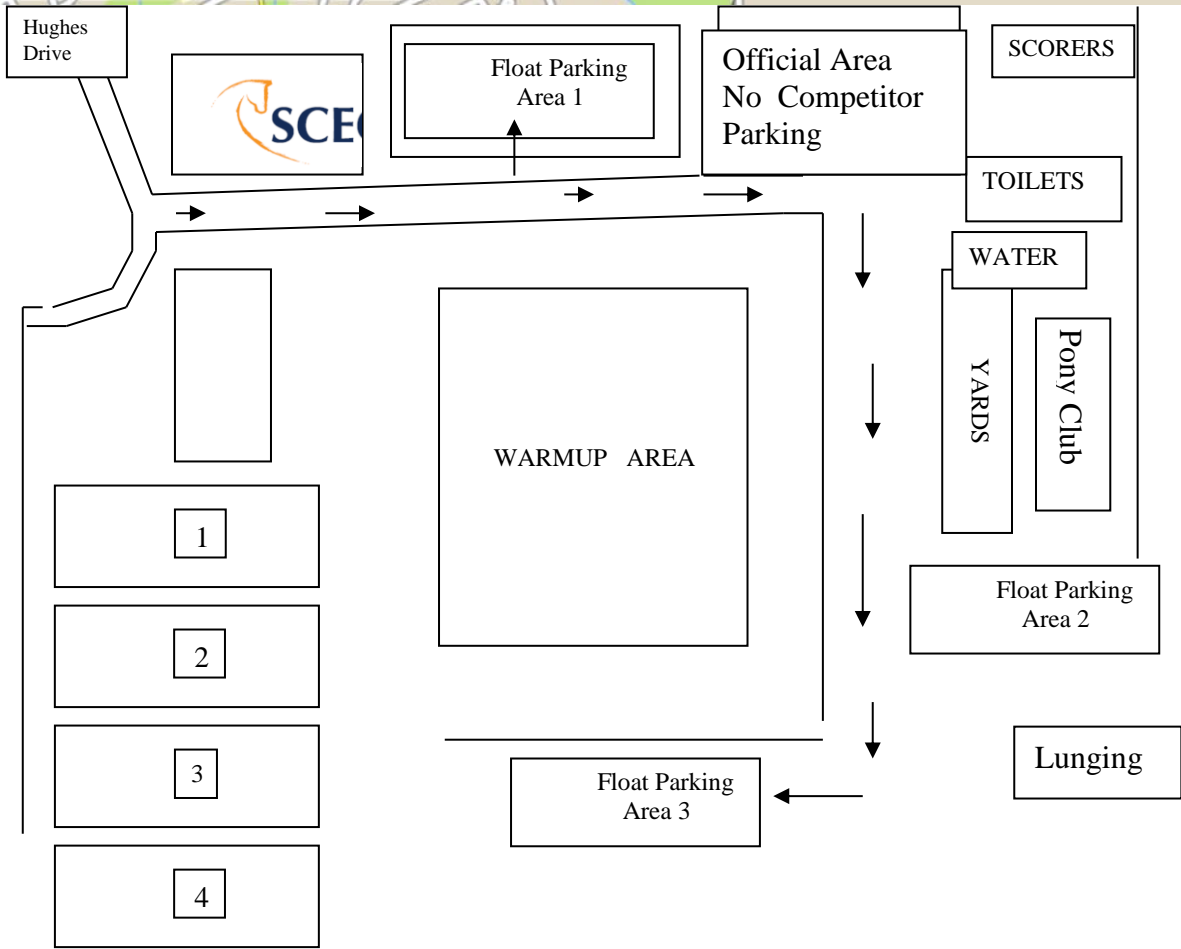 Hughes
Drive
SCE
Float Parking
Area 1
Official Area
No Competitor
Parking
SCORERS
TOILETS
WATER
YARDS
Pony Club
WARMUP AREA
1
2
3
4
Float Parking
Area 2
Lunging
Float Parking
Area 3